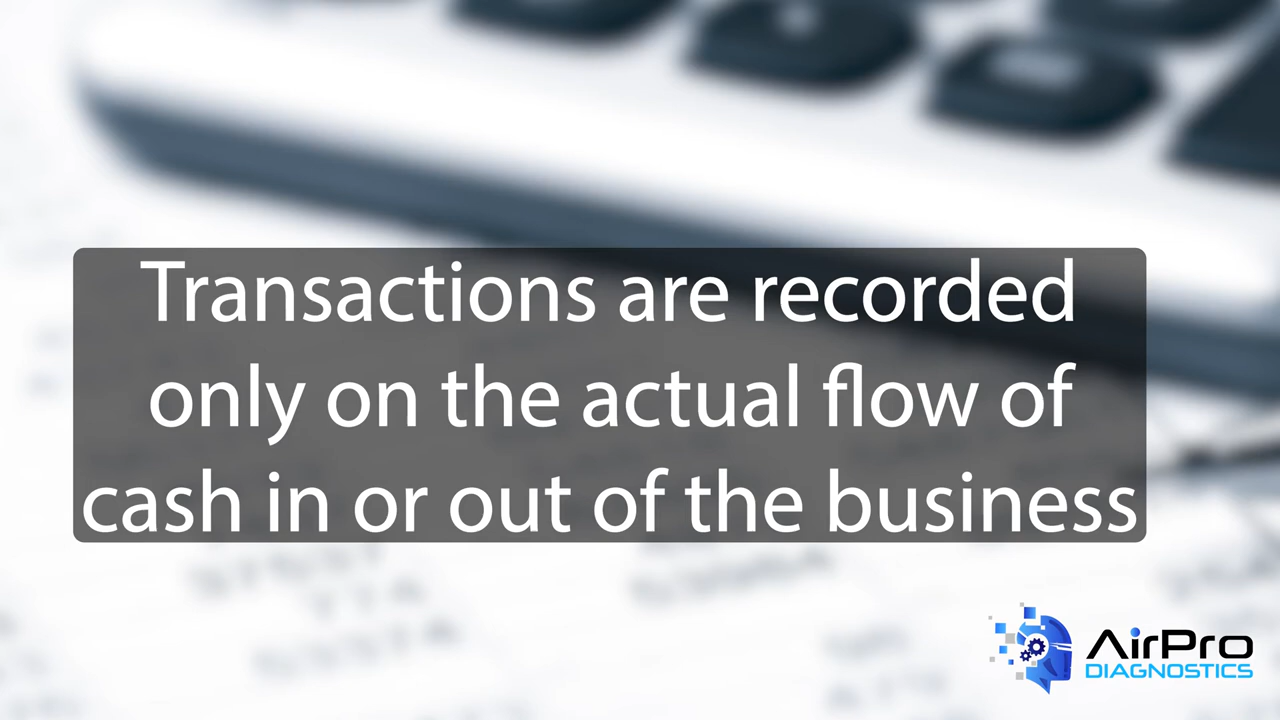 Transactions are recorded
only on the actual flow of
cash in or out of the business
AirPro
DIAGNOSTICS